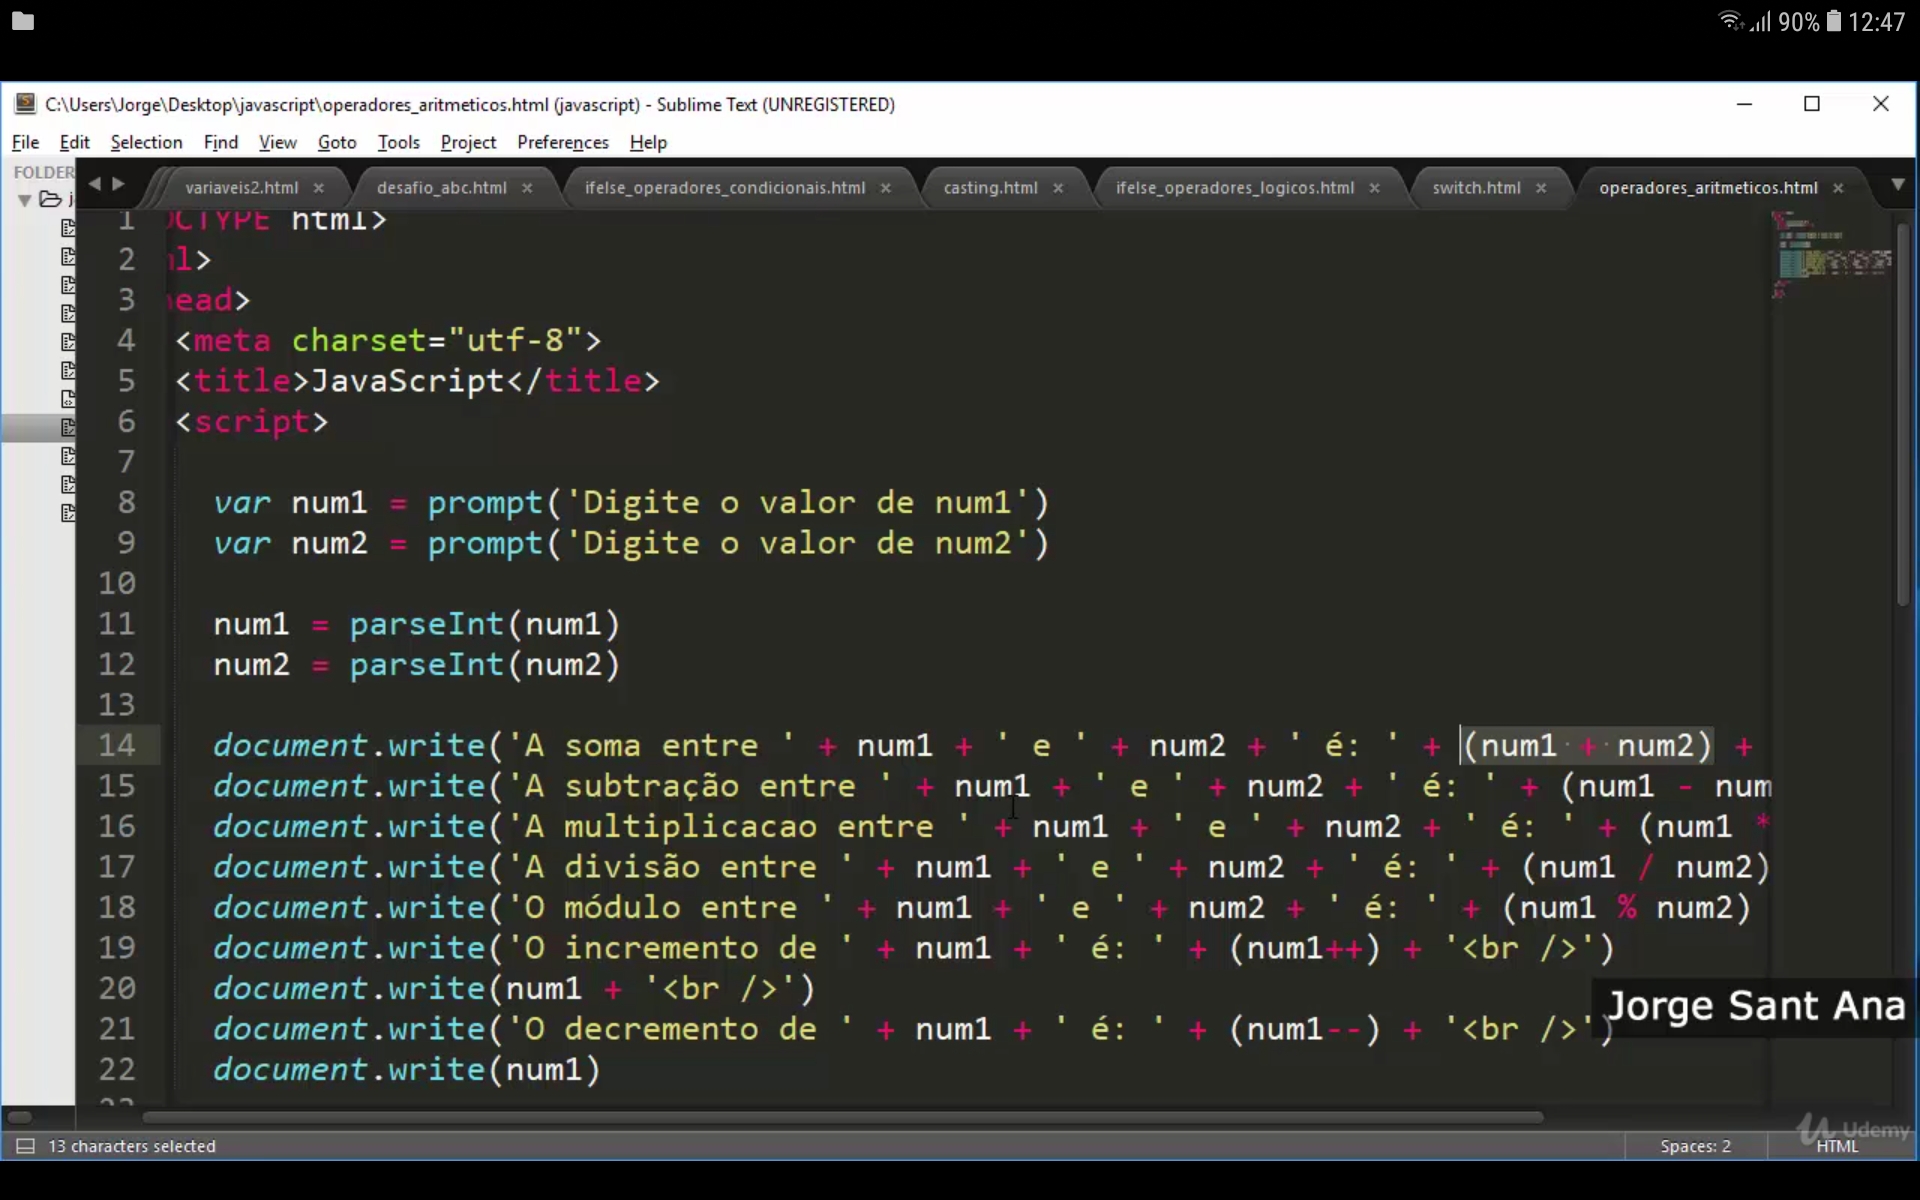 90% 12:47
C:\Users\Jorge\Desktop\javascript\operadores_aritmeticos.html (javascript) - Sublime Text (UNREGISTERED)
File Edit Selection Find View Goto Tools Project Preferences Help
FOLDER
variaveis2.html × desafio_abc.html × ifelse_operadores_condicionais.html × casting.html × ifelse_operadores_logicos.html × switch.html × operadores_aritmeticos.html ×
1 OCTYPE html>
2 ml>
3 head>
4 <meta charset="utf-8">
5 <title>JavaScript</title>
6 <script>
7
8 var num1 = prompt('Digite o valor de num1')
9 var num2 = prompt('Digite o valor de num2')
10
11 num1 = parseInt(num1)
12 num2 = parseInt(num2)
13
14 document.write('A soma entre ' + num1 + ' e ' + num2 + ' é: ' + (num1 + num2) +
15 document.write('A subtração entre ' + num1 + ' e ' + num2 + ' é: ' + (num1 - num
16 document.write('A multiplicacao entre ' + num1 + ' e ' + num2 + ' é: ' + (num1 *
17 document.write('A divisão entre ' + num1 + ' e ' + num2 + ' é: ' + (num1 / num2)
18 document.write('O módulo entre ' + num1 + ' e ' + num2 + ' é: ' + (num1 % num2)
19 document.write('O incremento de ' + num1 + ' é: ' + (num1++) + '<br />')
20 document.write(num1 + '<br />')
21 document.write('O decremento de ' + num1 + ' é: ' + (num1--) + '<br />')
22 document.write(num1)
Jorge Sant Ana
Udemy
13 characters selected Spaces: 2 HTML